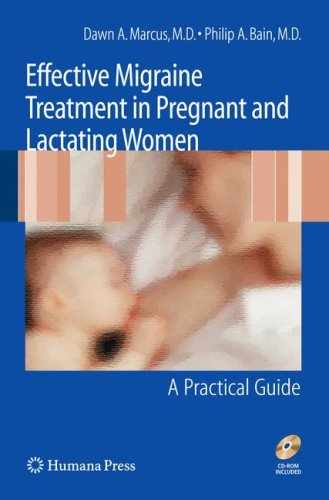 Dawn A. Marcus, M.D. • Philip A. Bain, M.D.
Effective Migraine
Treatment in Pregnant and
Lactating Women
A Practical Guide
CD-ROM
INCLUDED
Humana Press